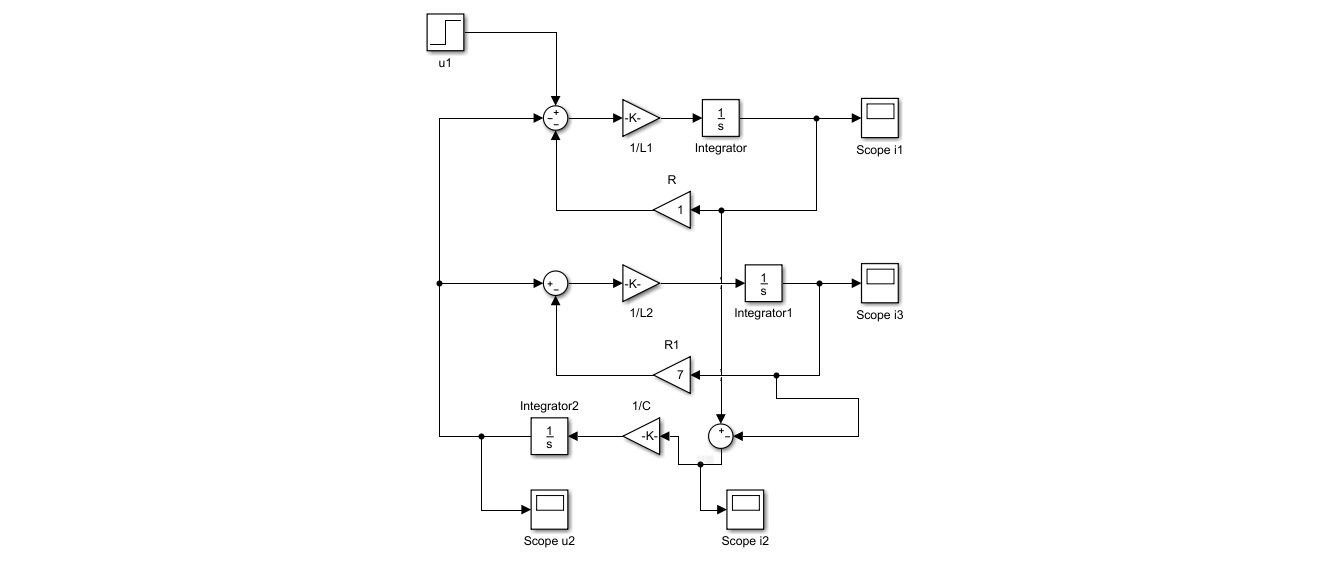 u1
-K-
1
s
1/L1
Integrator
Scope i1
R
1
-K-
1
s
1/L2
Integrator1
Scope i3
R1
7
Integrator2
1/C
1
s
-K-
Scope u2
Scope i2